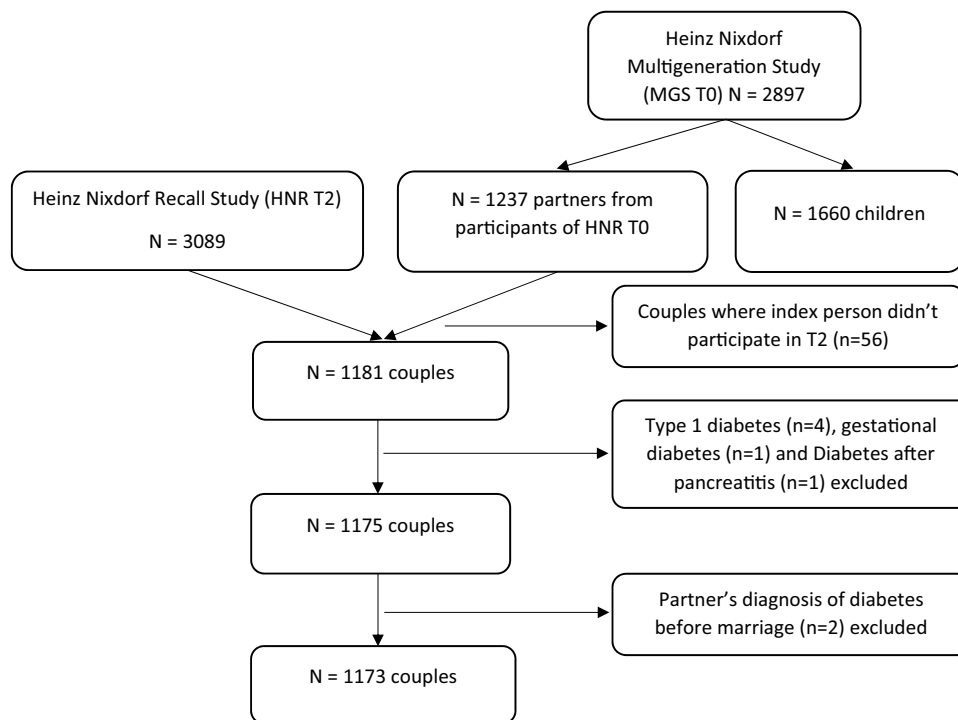 Heinz Nixdorf
Multigeneration Study
(MGS T0) N = 2897
Heinz Nixdorf Recall Study (HNR T2)
N = 3089
N = 1237 partners from
participants of HNR T0
N = 1660 children
Couples where index person didn’t
participate in T2 (n=56)
N = 1181 couples
Type 1 diabetes (n=4), gestational
diabetes (n=1) and Diabetes after
pancreatitis (n=1) excluded
N = 1175 couples
Partner’s diagnosis of diabetes
before marriage (n=2) excluded
N = 1173 couples